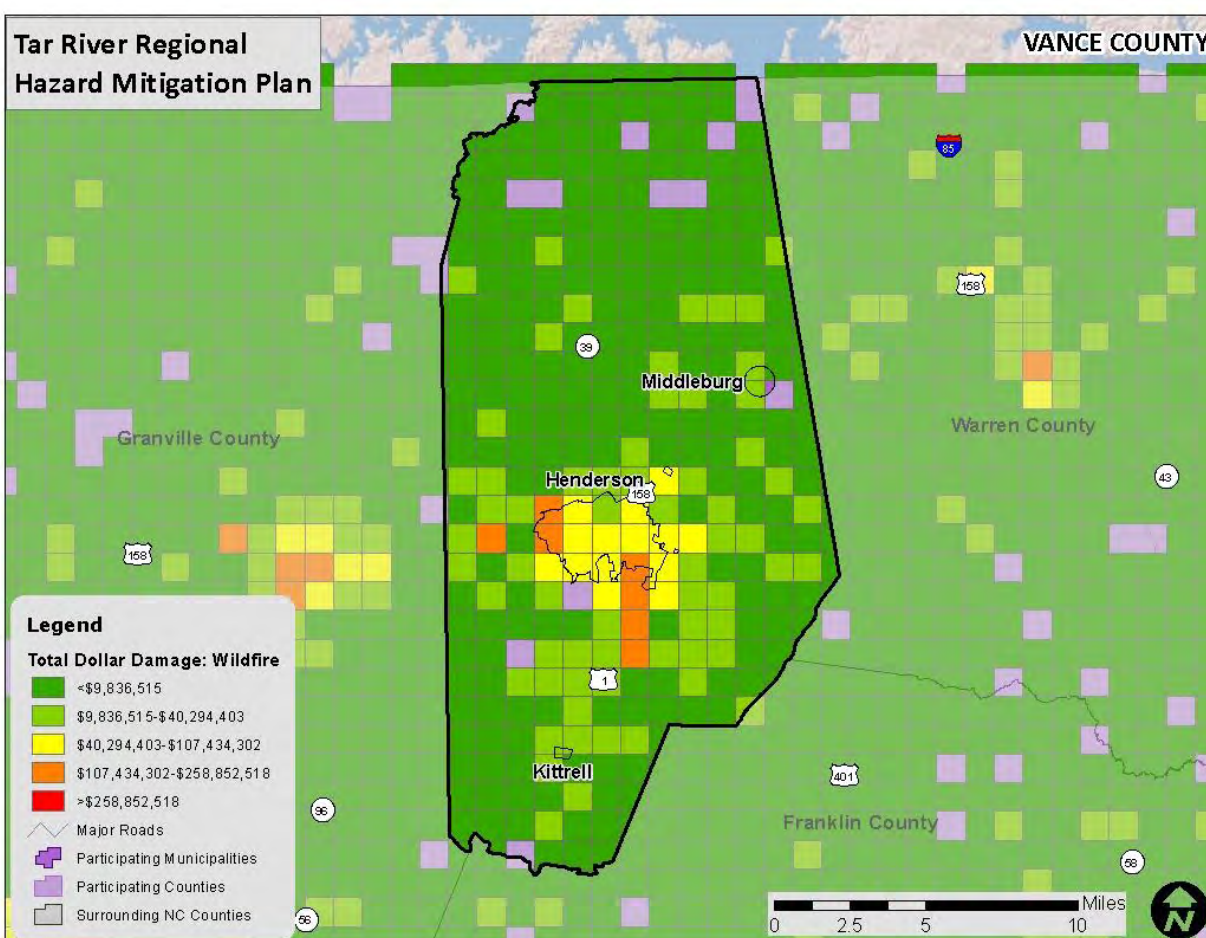 Tar River Regional
Hazard Mitigation Plan
VANCE COUNTY
85
158
39
Middleburg
Granville County
Warren County
Henderson
158
43
158
Legend
Total Dollar Damage: Wildfire
<$9,836,515
$9,836,515-$40,294,403
$40,294,403-$107,434,302
$107,434,302-$258,852,518
>$258,852,518
Major Roads
Participating Municipalities
Participating Counties
Surrounding NC Counties
1
Kittrell
401
96
Franklin County
58
56
Miles
0 2.5 5 10
N